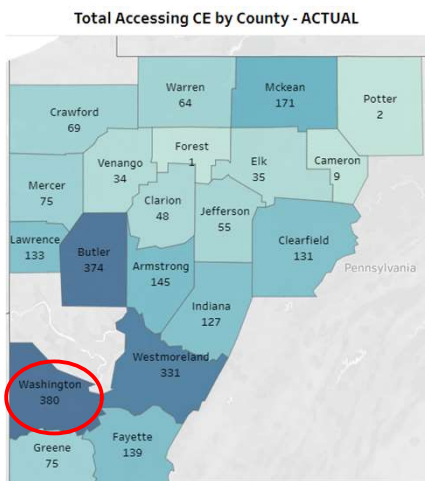 Total Accessing CE by County - ACTUAL
Warren
64
Mckean
171
Potter
2
Crawford
69
Forest
1
Venango
34
Elk
35
Cameron
9
Mercer
75
Clarion
48
Jefferson
55
Lawrence
133
Butler
374
Clearfield
131
Armstrong
145
Pennsylvania
Indiana
127
Westmoreland
331
Washington
380
Fayette
139
Greene
75